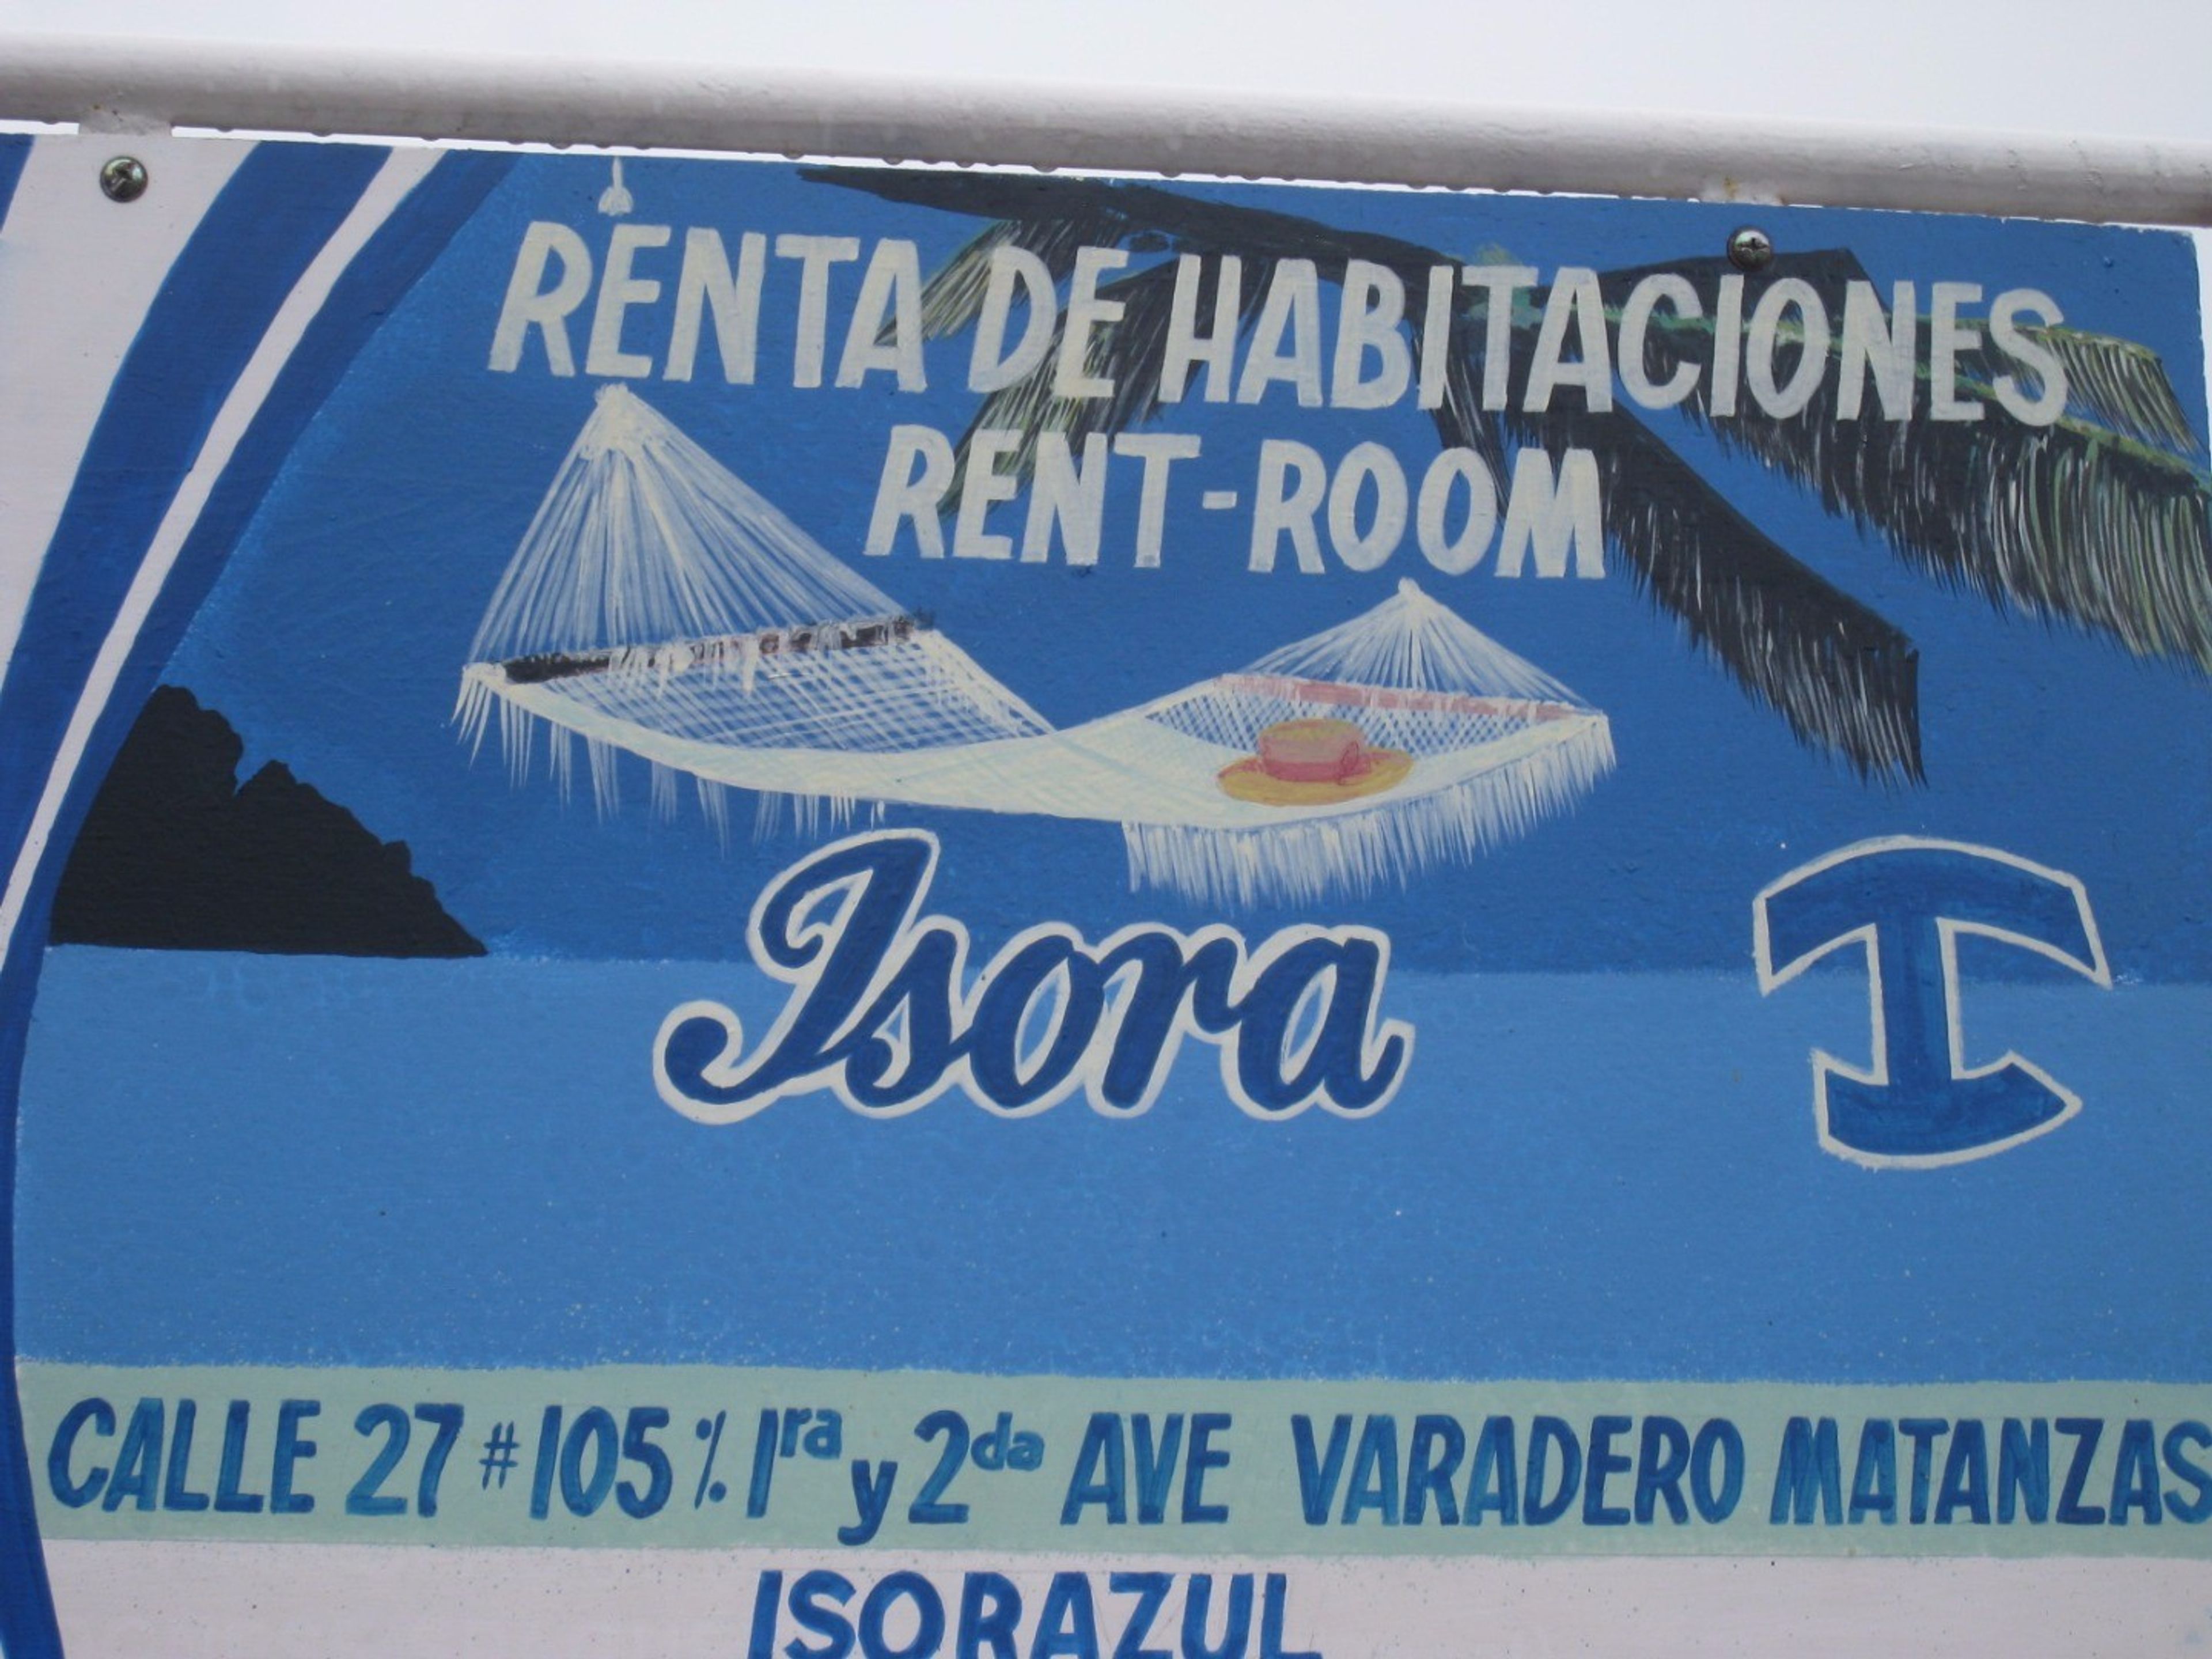 RENTA DE HABITACIONES
RENT-ROOM
Isora
CALLE 27 #105 % 1ra y 2da AVE VARADERO MATANZAS
ISORAZUL